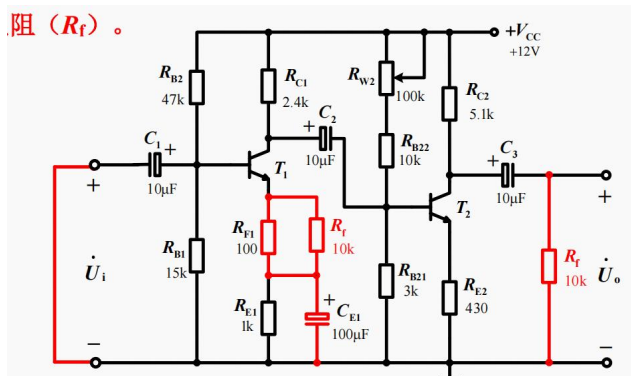 阻（Rf）。
+VCC
+12V
RB2
47k
RC1
2.4k
RW2
100k
RC2
5.1k
C1
+
10μF
C2
+
10μF
RB22
10k
C3
+
10μF
T1
T2
+
U̇i
−
RB1
15k
RF1
100
Rf
10k
RE1
1k
+
CE1
100μF
RB21
3k
RE2
430
Rf
10k
+
U̇o
−